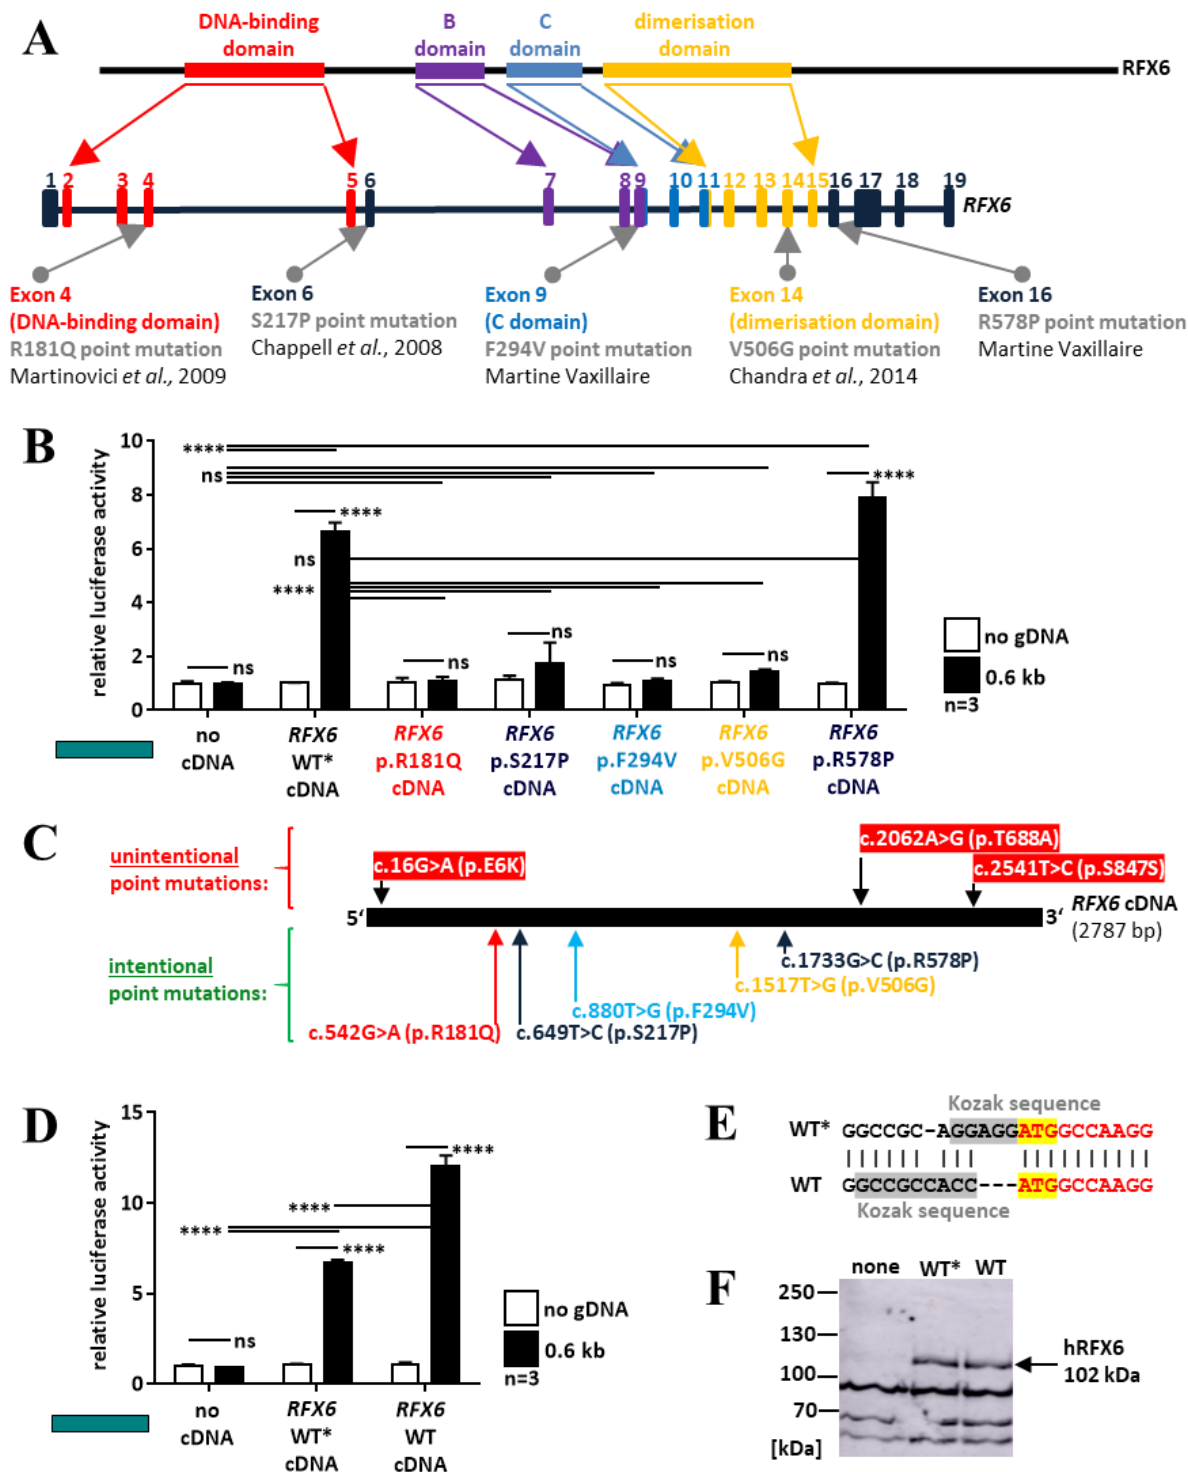 A
DNA-binding
domain
B
domain
C
domain
dimerisation
domain
RFX6
1 2 3 4 5 6 7 8 9 10 11 12 13 14 15 16 17 18 19
RFX6
Exon 4
(DNA-binding domain)
R181Q point mutation
Martinovici et al., 2009
Exon 6
S217P point mutation
Chappell et al., 2008
Exon 9
(C domain)
F294V point mutation
Martine Vaxillaire
Exon 14
(dimerisation domain)
V506G point mutation
Chandra et al., 2014
Exon 16
R578P point mutation
Martine Vaxillaire
B
relative luciferase activity
10
8
6
4
2
0
****
ns
****
ns
****
ns
ns
ns
ns
ns
****
no gDNA
0.6 kb
n=3
no
cDNA
RFX6
WT*
cDNA
RFX6
p.R181Q
cDNA
RFX6
p.S217P
cDNA
RFX6
p.F294V
cDNA
RFX6
p.V506G
cDNA
RFX6
p.R578P
cDNA
C
unintentional
point mutations:
c.16G>A (p.E6K)
c.2062A>G (p.T688A)
c.2541T>C (p.S847S)
5‘
3‘
RFX6 cDNA
(2787 bp)
intentional
point mutations:
c.1733G>C (p.R578P)
c.1517T>G (p.V506G)
c.880T>G (p.F294V)
c.542G>A (p.R181Q)
c.649T>C (p.S217P)
D
relative luciferase activity
15
10
5
0
****
****
****
****
ns
no gDNA
0.6 kb
n=3
no
cDNA
RFX6
WT*
cDNA
RFX6
WT
cDNA
E
Kozak sequence
WT* GGCCGC-AGGAGGATGGCCAAGG
WT GGCCGCCACC---ATGGCCAAGG
Kozak sequence
F
none WT* WT
250
130
100
70
[kDa]
hRFX6
102 kDa